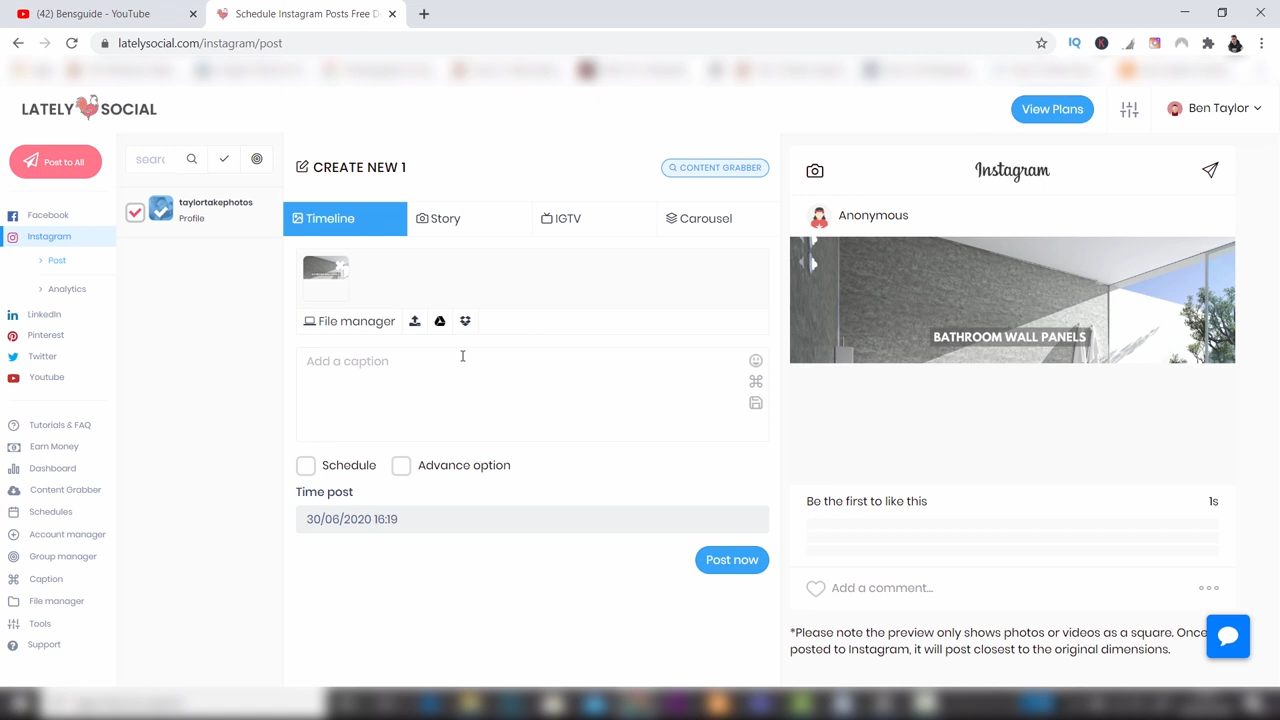 (42) Bensguide - YouTube
Schedule Instagram Posts Free D
latelysocial.com/instagram/post
LATELY SOCIAL
View Plans
Ben Taylor
Post to All
Facebook
Instagram
Post
Analytics
LinkedIn
Pinterest
Twitter
Youtube
Tutorials & FAQ
Earn Money
Dashboard
Content Grabber
Schedules
Account manager
Group manager
Caption
File manager
Tools
Support
taylortakephotos
Profile
CREATE NEW 1
CONTENT GRABBER
Timeline
Story
IGTV
Carousel
File manager
Add a caption
Schedule
Advance option
Time post
30/06/2020 16:19
Post now
Instagram
Anonymous
BATHROOM WALL PANELS
Be the first to like this
1s
Add a comment...
*Please note the preview only shows photos or videos as a square. Once
posted to Instagram, it will post closest to the original dimensions.